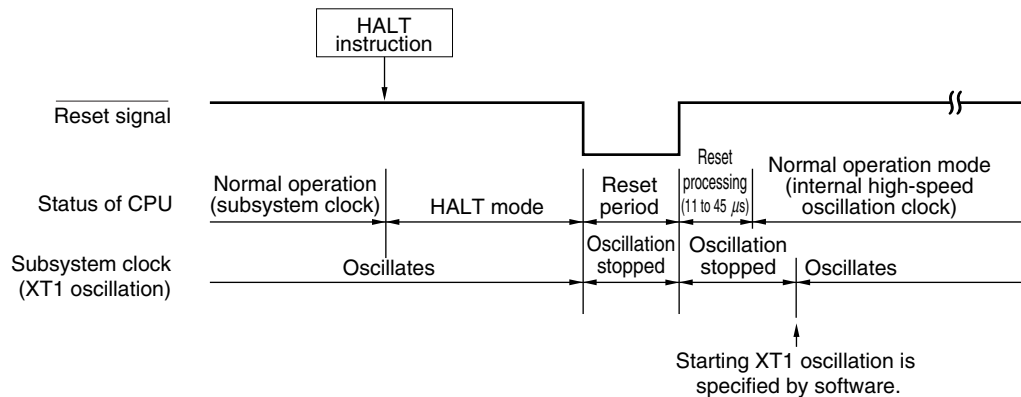 HALT
instruction
Reset signal
Status of CPU
Normal operation
(subsystem clock)
HALT mode
Reset
period
Reset
processing
(11 to 45 μs)
Normal operation mode
(internal high-speed
oscillation clock)
Subsystem clock
(XT1 oscillation)
Oscillates
Oscillation
stopped
Oscillation
stopped
Oscillates
Starting XT1 oscillation is
specified by software.